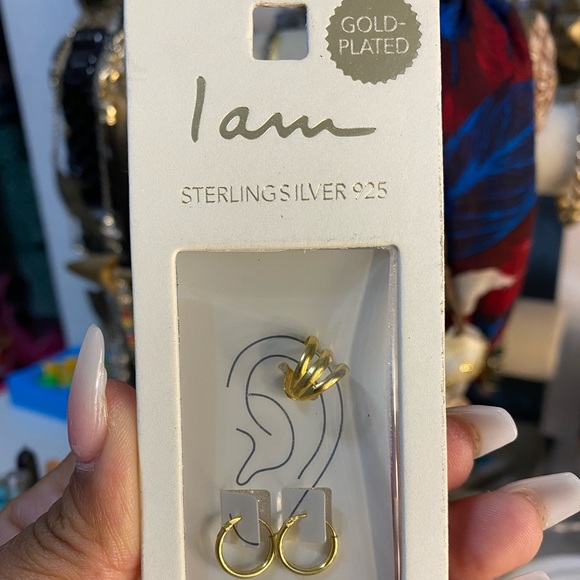 GOLD-
PLATED
I am
STERLING SILVER 925